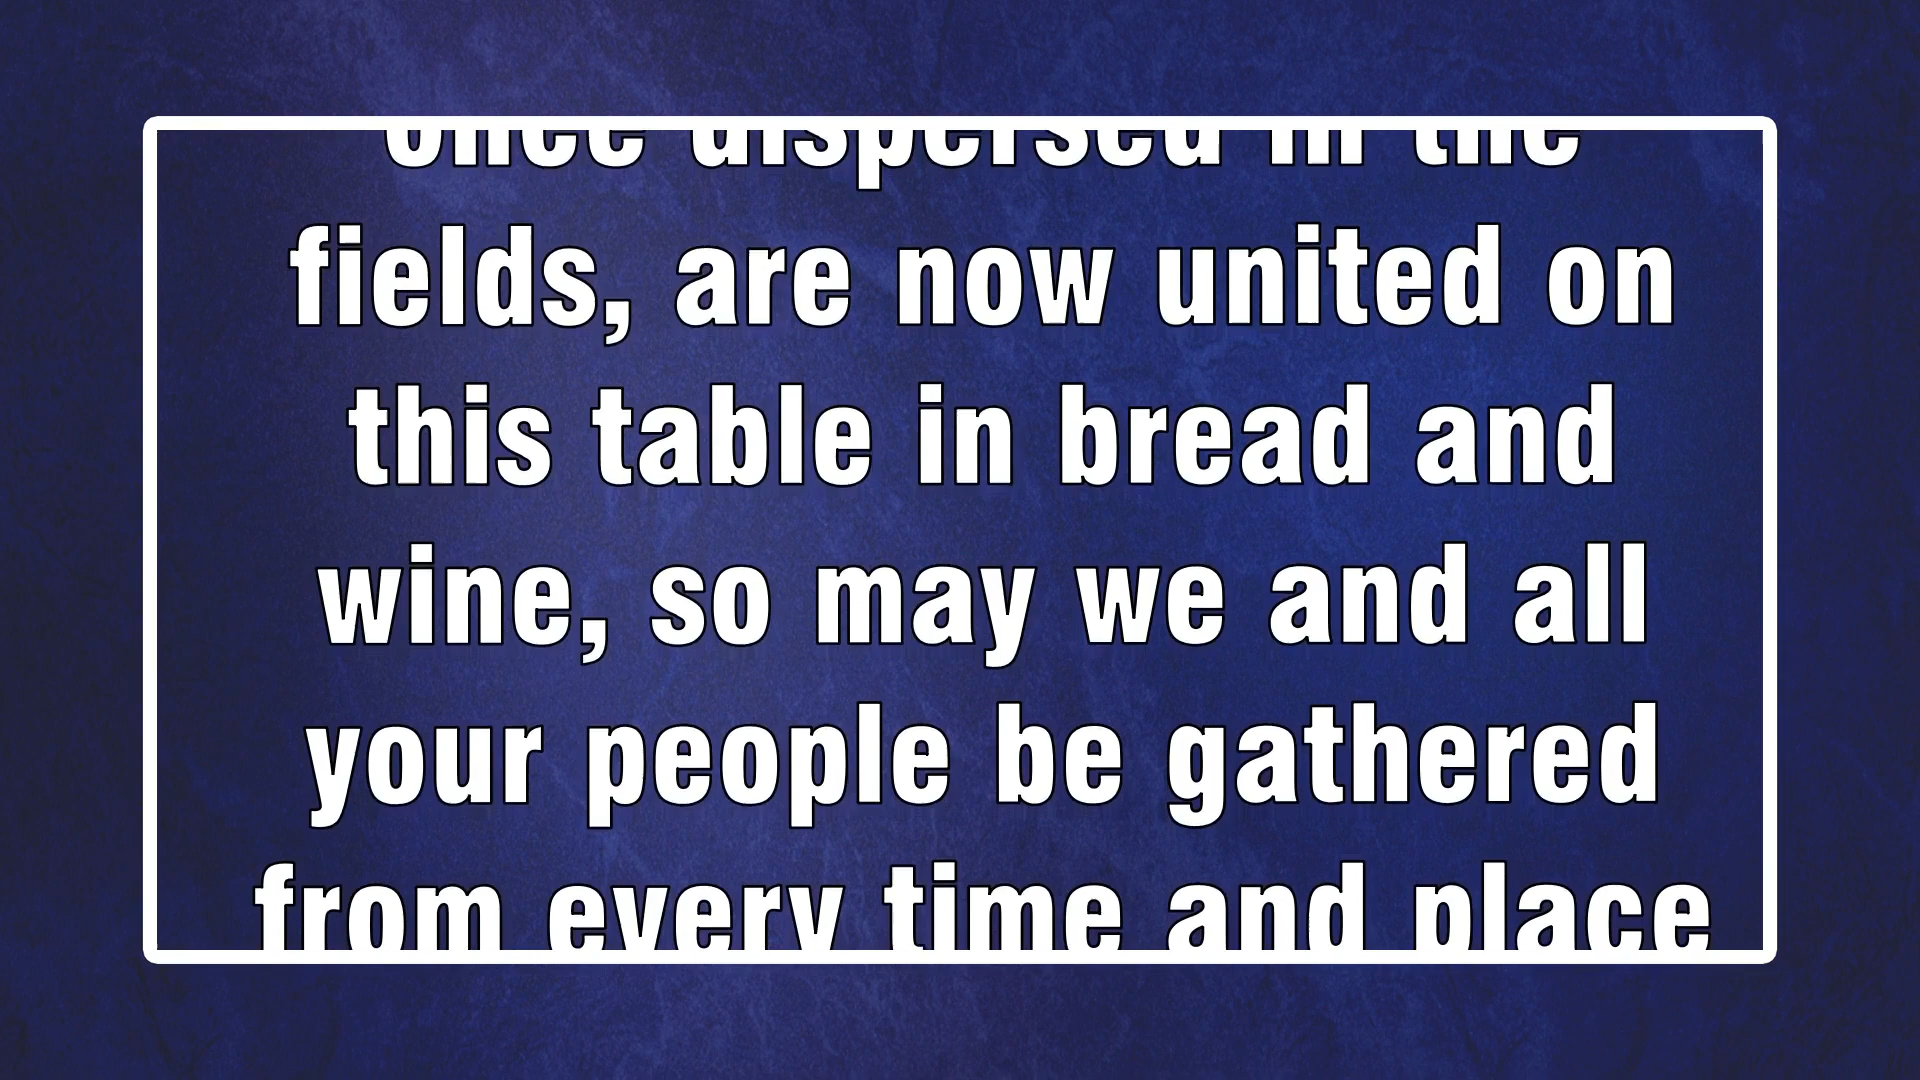 once dispersed in the
fields, are now united on
this table in bread and
wine, so may we and all
your people be gathered
from every time and place